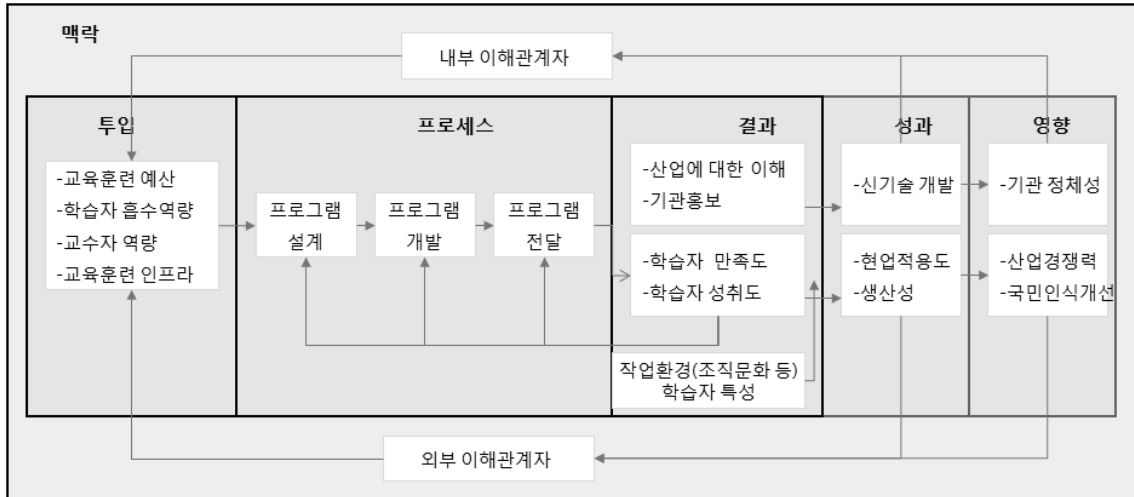 맥락
내부 이해관계자
투입
프로세스
결과
성과
영향
-교육훈련 예산
-학습자 흡수역량
-교수자 역량
-교육훈련 인프라
프로그램
설계
프로그램
개발
프로그램
전달
-산업에 대한 이해
-기관홍보
-학습자 만족도
-학습자 성취도
작업환경(조직문화 등)
학습자 특성
-신기술 개발
-현업적용도
-생산성
-기관 정체성
-산업경쟁력
-국민인식개선
외부 이해관계자